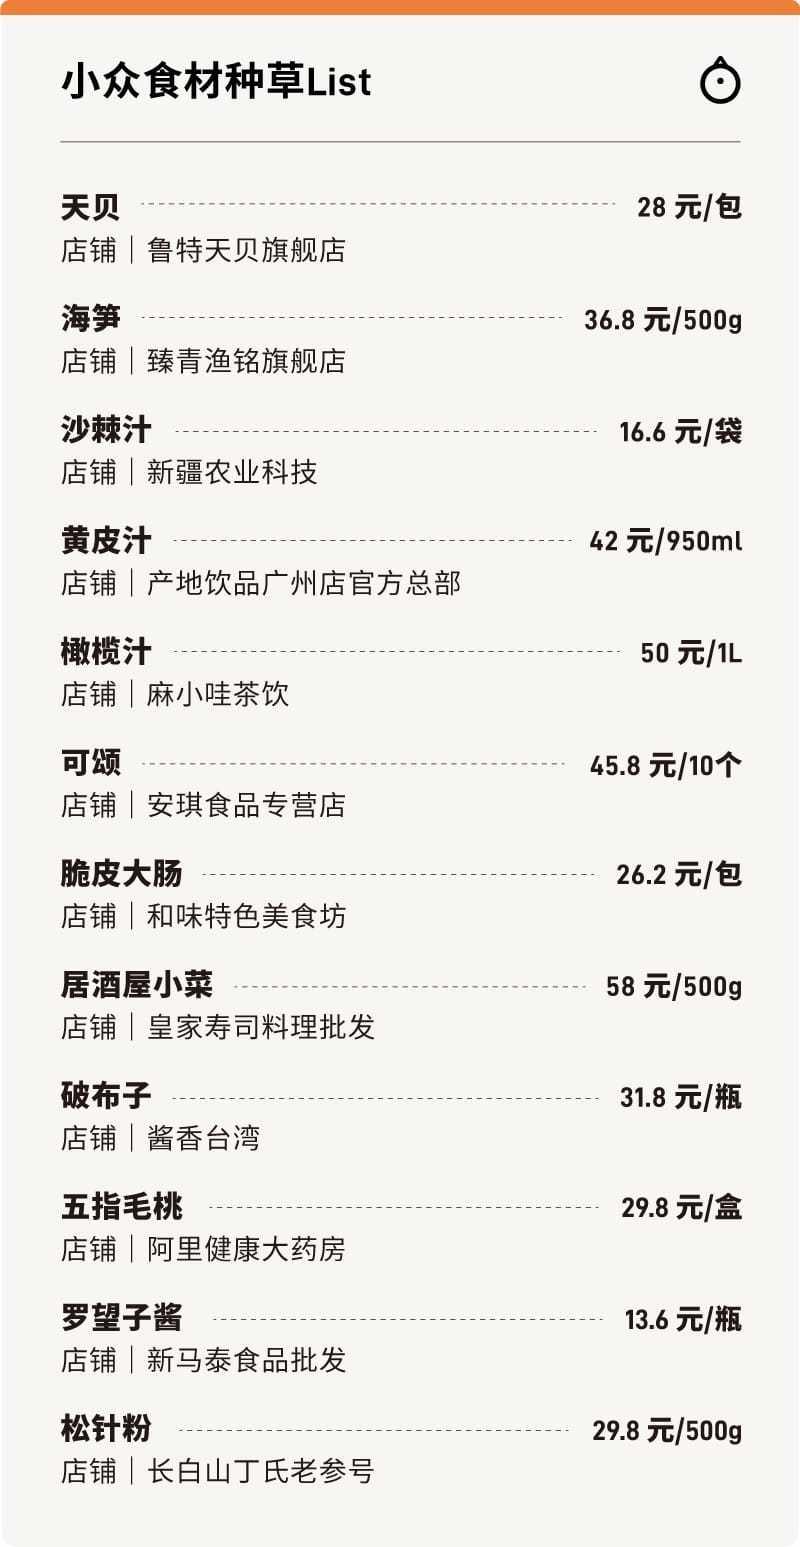 小众食材种草List
天贝 28 元/包
店铺｜鲁特天贝旗舰店
海笋 36.8 元/500g
店铺｜臻青渔铭旗舰店
沙棘汁 16.6 元/袋
店铺｜新疆农业科技
黄皮汁 42 元/950ml
店铺｜产地饮品广州店官方总部
橄榄汁 50 元/1L
店铺｜麻小哇茶饮
可颂 45.8 元/10个
店铺｜安琪食品专营店
脆皮大肠 26.2 元/包
店铺｜和味特色美食坊
居酒屋小菜 58 元/500g
店铺｜皇家寿司料理批发
破布子 31.8 元/瓶
店铺｜酱香台湾
五指毛桃 29.8 元/盒
店铺｜阿里健康大药房
罗望子酱 13.6 元/瓶
店铺｜新马泰食品批发
松针粉 29.8 元/500g
店铺｜长白山丁氏老参号